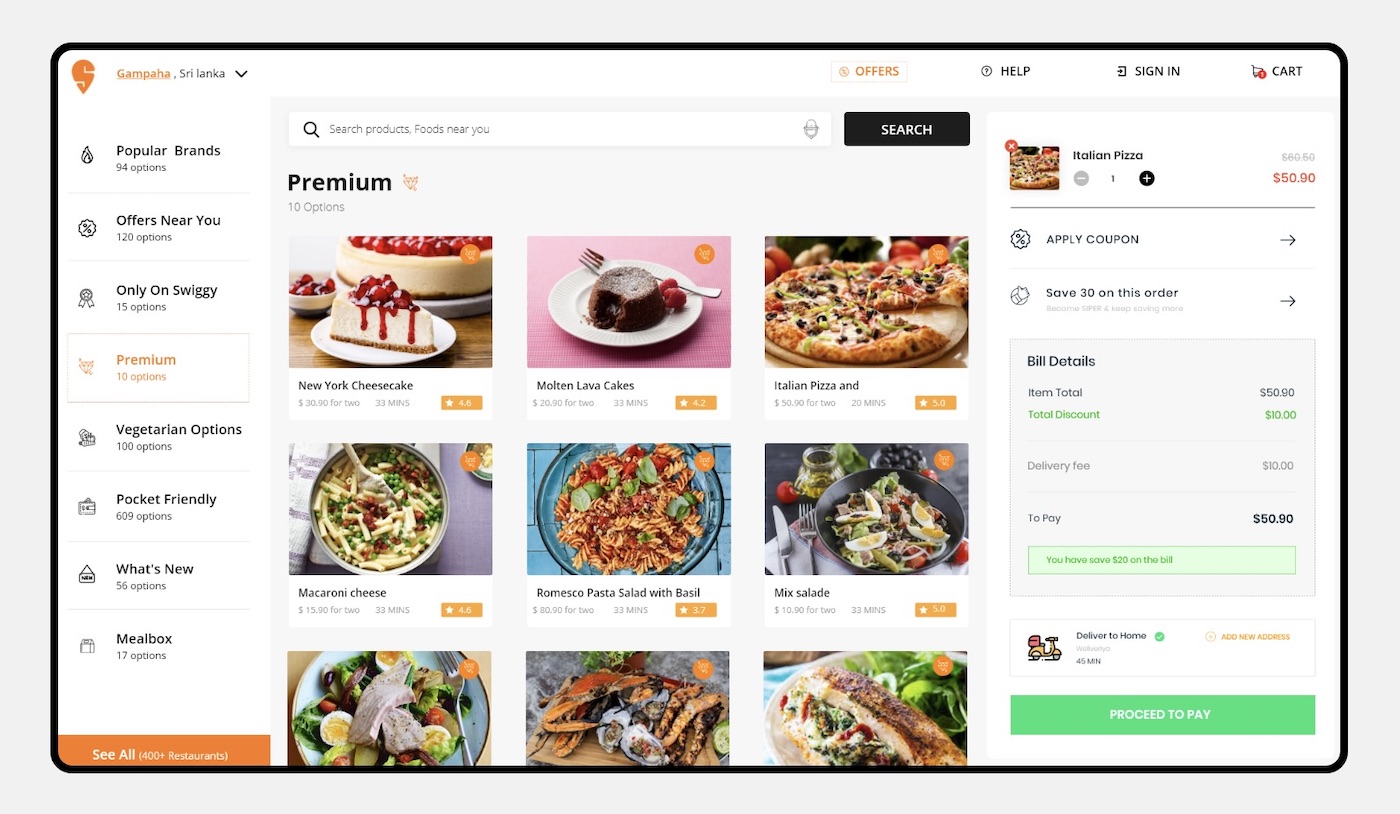 Gampaha , Sri lanka
OFFERS
HELP
SIGN IN
CART
1
Popular Brands
94 options
Offers Near You
120 options
Only On Swiggy
15 options
Premium
10 options
Vegetarian Options
100 options
Pocket Friendly
609 options
NEW
What's New
56 options
Mealbox
17 options
See All (400+ Restaurants)
Search products, Foods near you
SEARCH
Premium
10 Options
New York Cheesecake
$ 30.90 for two 33 MINS ★ 4.6
Molten Lava Cakes
$ 20.90 for two 33 MINS ★ 4.2
Italian Pizza and
$ 50.90 for two 20 MINS ★ 5.0
Macaroni cheese
$ 15.90 for two 33 MINS ★ 4.6
Romesco Pasta Salad with Basil
$ 80.90 for two 33 MINS ★ 3.7
Mix salade
$ 10.90 for two 33 MINS ★ 5.0
Italian Pizza $60.50
1 $50.90
APPLY COUPON
Save 30 on this order
Become SIPER & keep saving more
Bill Details
Item Total $50.90
Total Discount $10.00
Delivery fee $10.00
To Pay $50.90
You have save $20 on the bill
Deliver to Home
Weliveriya
45 MIN
ADD NEW ADDRESS
PROCEED TO PAY